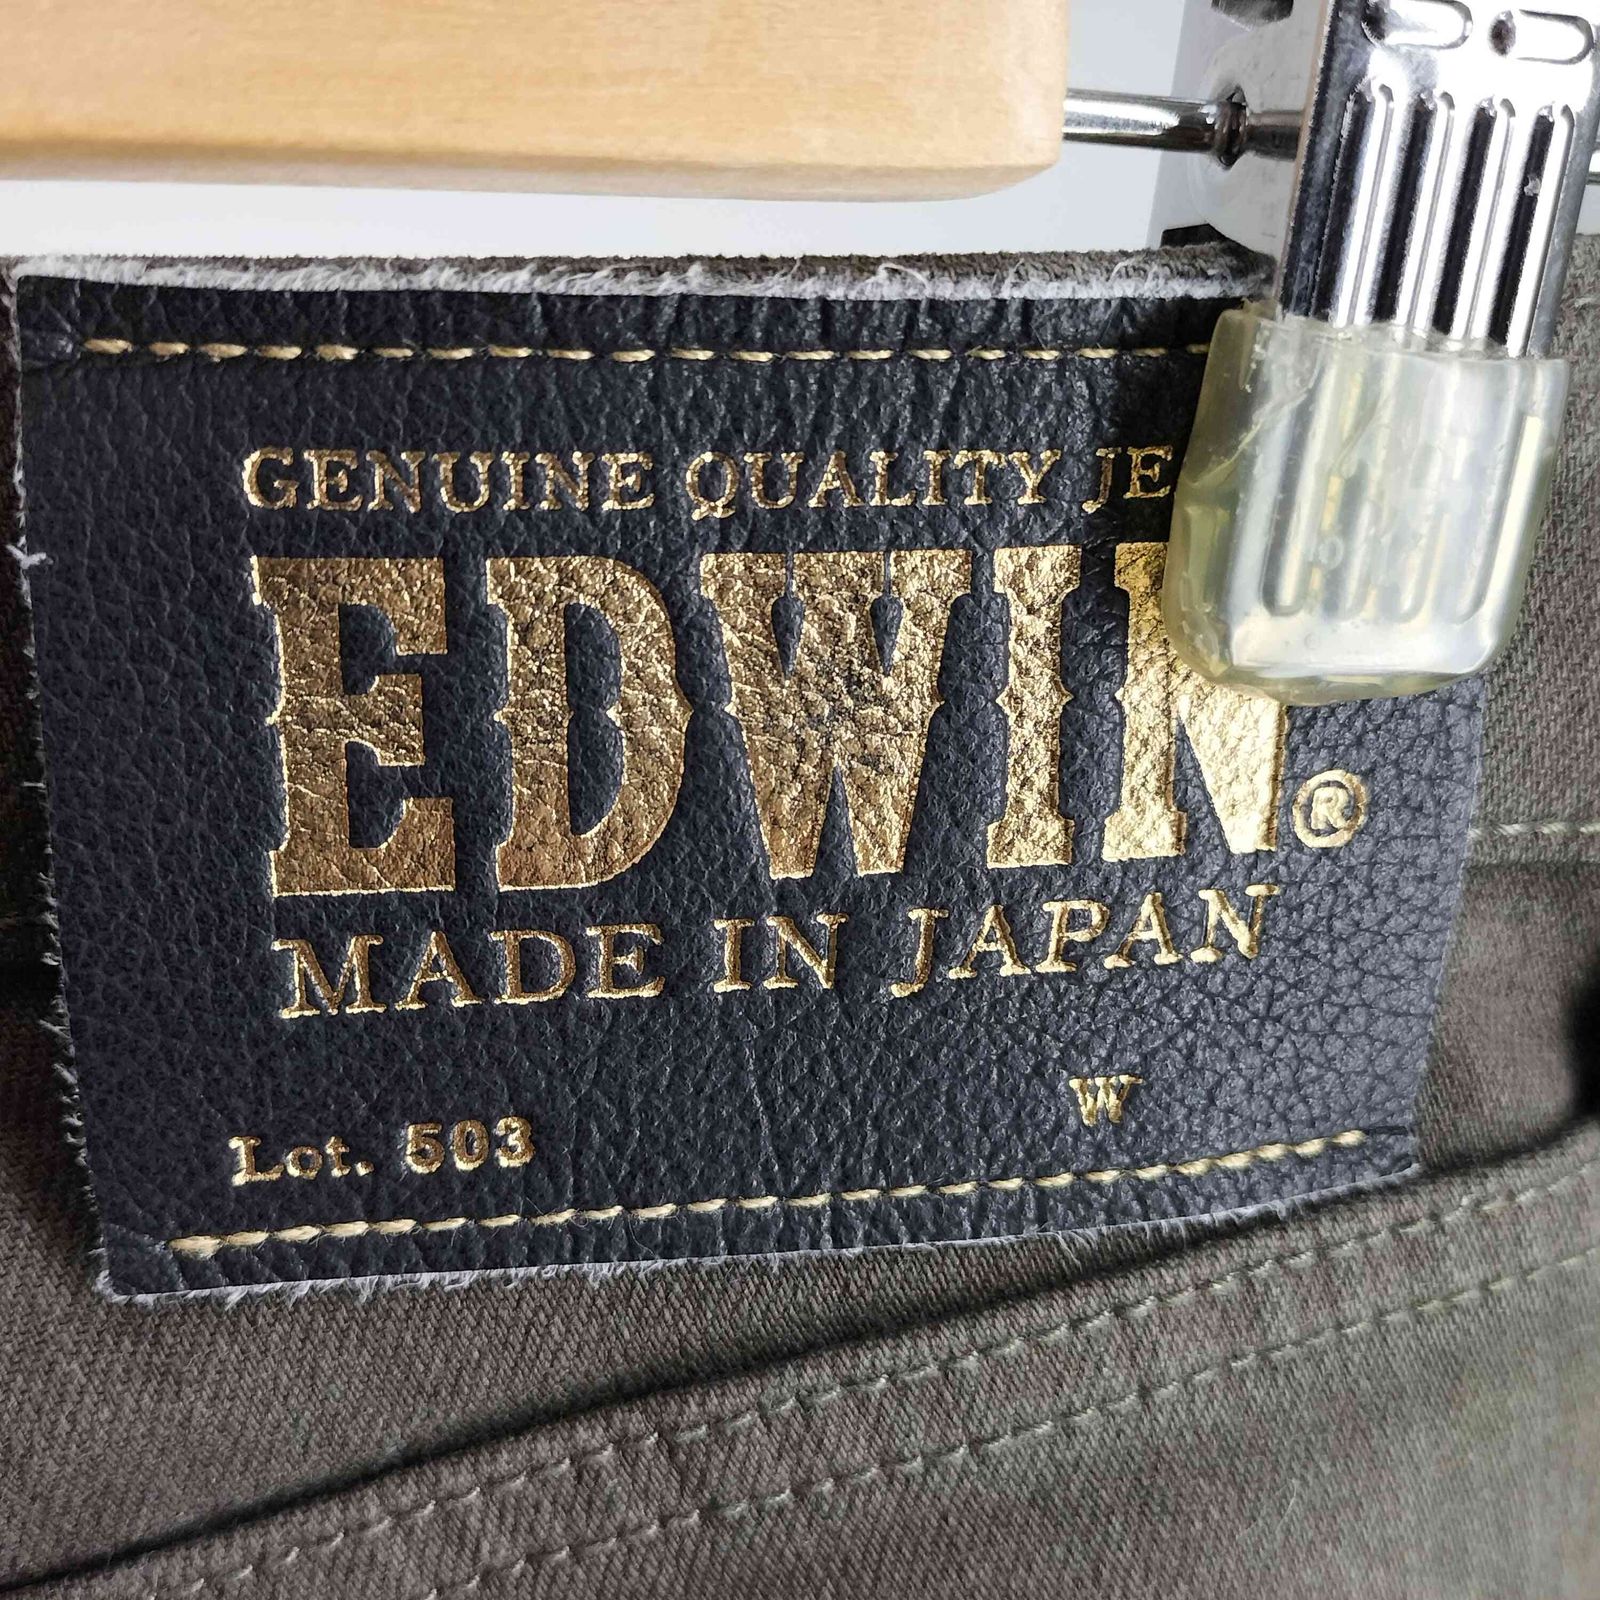 GENUINE QUALITY JE
EDWIN®
MADE IN JAPAN
W
Lot. 503